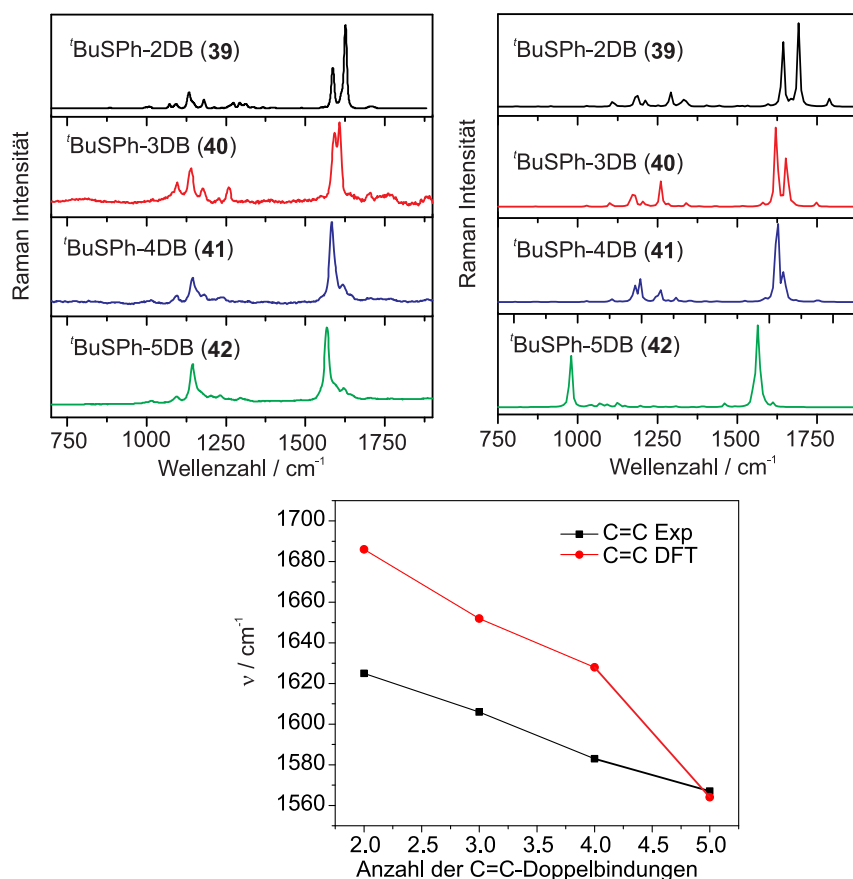 Raman Intensität
ᵗBuSPh-2DB (39)
ᵗBuSPh-3DB (40)
ᵗBuSPh-4DB (41)
ᵗBuSPh-5DB (42)
750 1000 1250 1500 1750
Wellenzahl / cm⁻¹
Raman Intensität
ᵗBuSPh-2DB (39)
ᵗBuSPh-3DB (40)
ᵗBuSPh-4DB (41)
ᵗBuSPh-5DB (42)
750 1000 1250 1500 1750
Wellenzahl / cm⁻¹
ν / cm⁻¹
1700
1680
1660
1640
1620
1600
1580
1560
C=C Exp
C=C DFT
2.0 2.5 3.0 3.5 4.0 4.5 5.0
Anzahl der C=C-Doppelbindungen